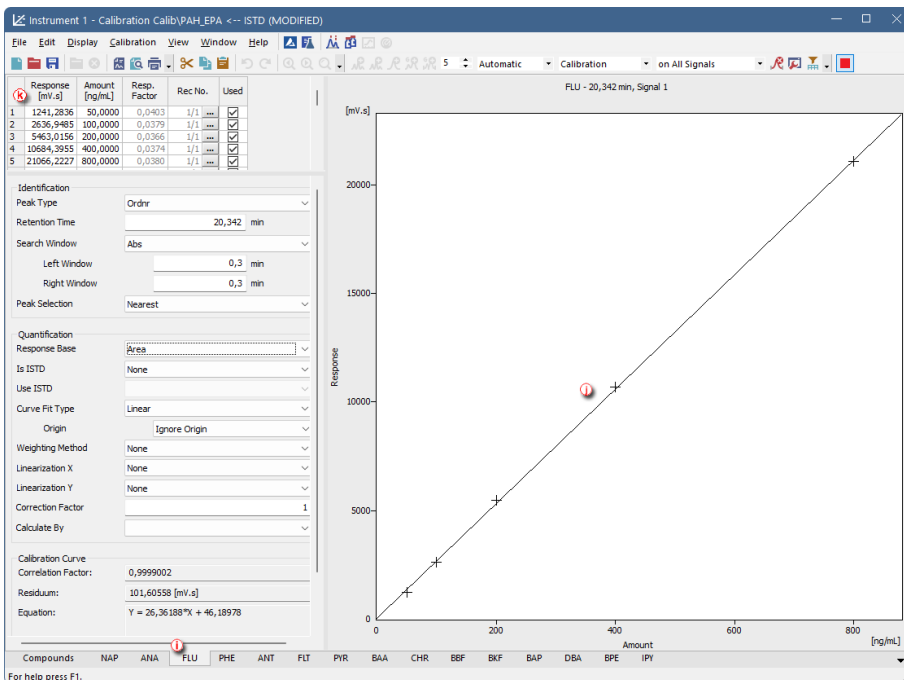 Instrument 1 - Calibration Calib\PAH_EPA <-- ISTD (MODIFIED)
File Edit Display Calibration View Window Help
5 Automatic Calibration on All Signals
Response [mV.s] Amount [ng/mL] Resp. Factor Rec No. Used
k
1 1241,2836 50,0000 0,0403 1/1 ...
2 2636,9485 100,0000 0,0379 1/1 ...
3 5463,0156 200,0000 0,0366 1/1 ...
4 10684,3955 400,0000 0,0374 1/1 ...
5 21066,2227 800,0000 0,0380 1/1 ...
Identification
Peak Type Ordnr
Retention Time 20,342 min
Search Window Abs
Left Window 0,3 min
Right Window 0,3 min
Peak Selection Nearest
Quantification
Response Base Area
Is ISTD None
Use ISTD
Curve Fit Type Linear
Origin Ignore Origin
Weighting Method None
Linearization X None
Linearization Y None
Correction Factor 1
Calculate By
Calibration Curve
Correlation Factor: 0,9999002
Residuum: 101,60558 [mV.s]
Equation: Y = 26,36188*X + 46,18978
FLU - 20,342 min, Signal 1
[mV.s]
20000
15000
Response
j
10000
5000
0
0 200 400 600 800
Amount
[ng/mL]
i
Compounds NAP ANA FLU PHE ANT FLT PYR BAA CHR BBF BKF BAP DBA BPE IPY
For help press F1.